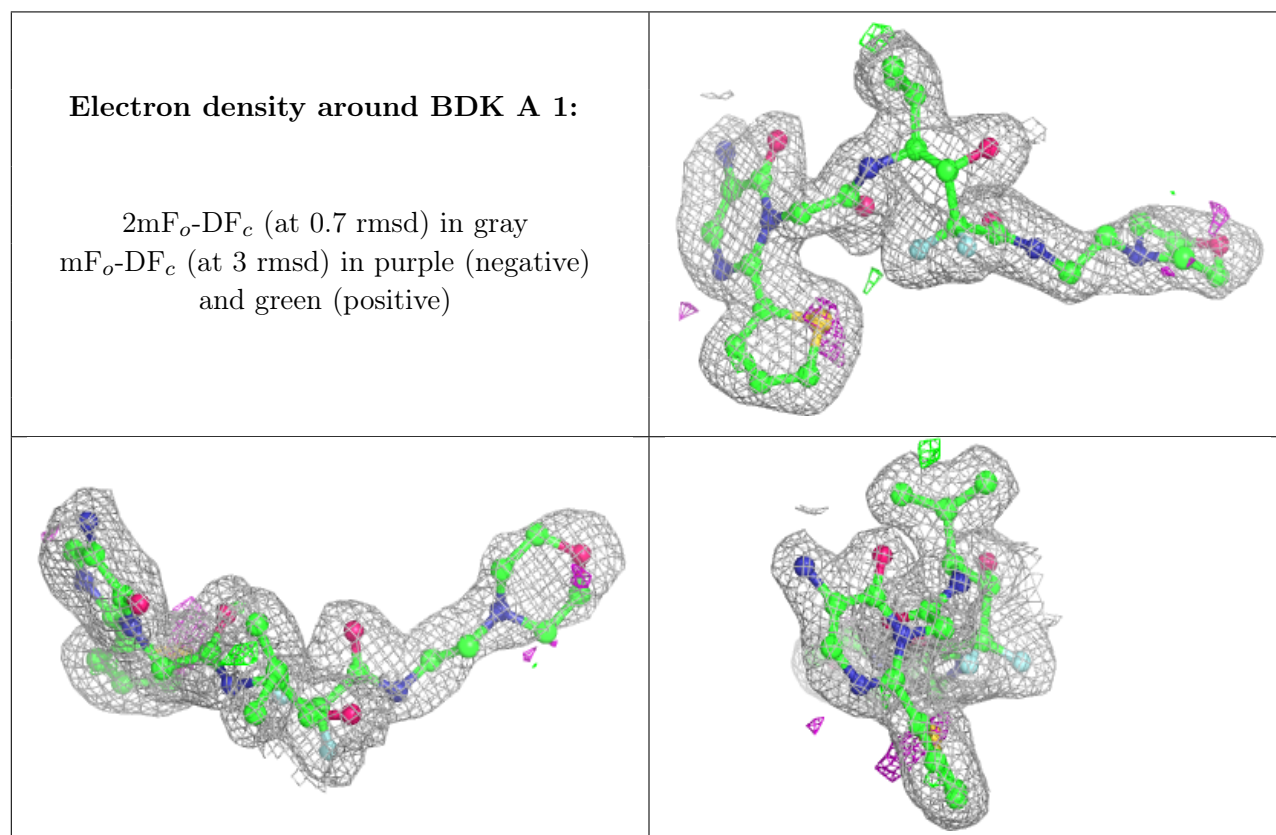 Electron density around BDK A 1:
2mFo-DFc (at 0.7 rmsd) in gray
mFo-DFc (at 3 rmsd) in purple (negative)
and green (positive)